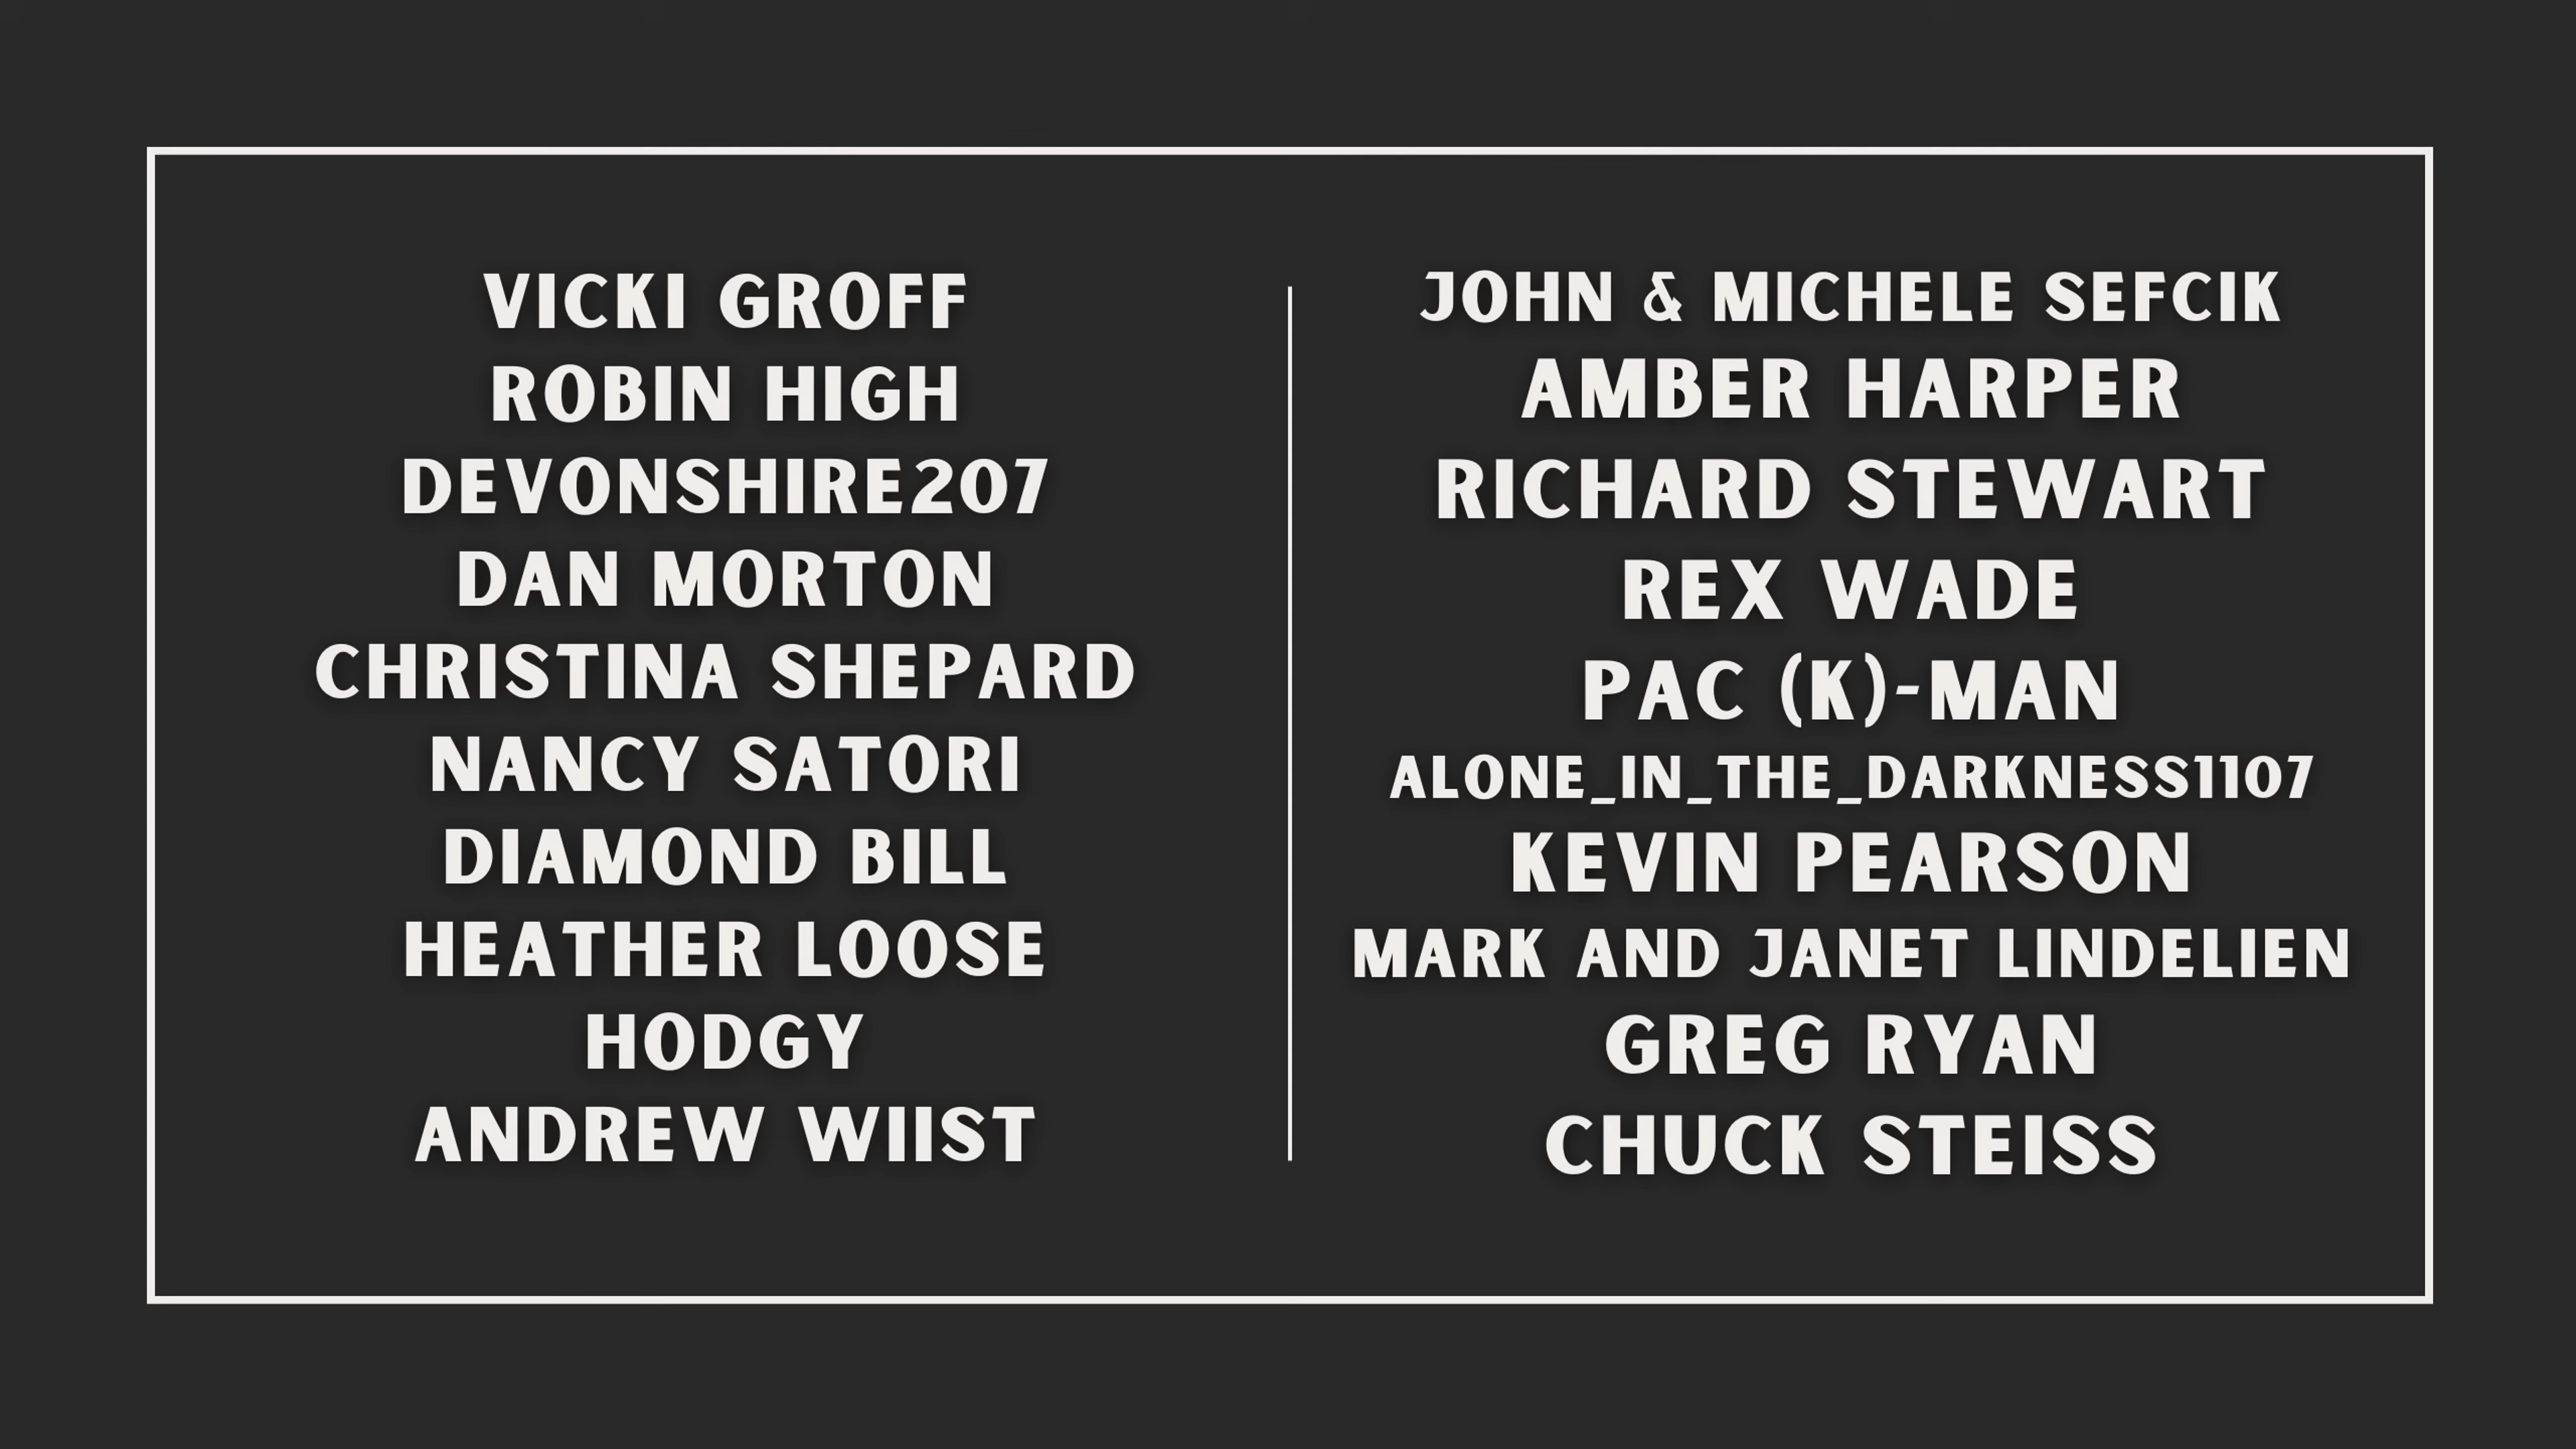 VICKI GROFF
ROBIN HIGH
DEVONSHIRE207
DAN MORTON
CHRISTINA SHEPARD
NANCY SATORI
DIAMOND BILL
HEATHER LOOSE
HODGY
ANDREW WIIST
JOHN & MICHELE SEFCIK
AMBER HARPER
RICHARD STEWART
REX WADE
PAC (K)-MAN
ALONE_IN_THE_DARKNESS1107
KEVIN PEARSON
MARK AND JANET LINDELIEN
GREG RYAN
CHUCK STEISS